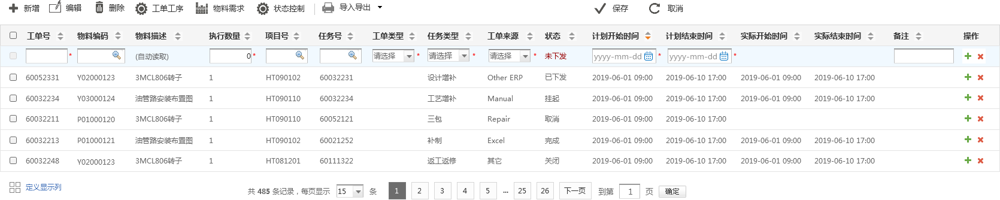 新增 编辑 删除 工单工序 物料需求 状态控制 导入导出 保存 取消
工单号 物料编码 物料描述 执行数量 项目号 任务号 工单类型 任务类型 工单来源 状态 计划开始时间 计划结束时间 实际开始时间 实际结束时间 备注 操作
* (自动读取) 0 * 请选择 * 请选择 * 请选择 * 未下发 yyyy-mm-dd * yyyy-mm-dd *
60052331 Y02000123 3MCL806转子 1 HT090102 60032231 设计增补 Other ERP 已下发 2019-06-01 09:00 2019-06-10 17:00 2019-06-01 09:00 2019-06-10 17:00
60032234 Y03000124 油管路安装布置图 1 HT090110 60032234 工艺增补 Manual 挂起 2019-06-01 09:00 2019-06-10 17:00 2019-06-01 09:00 2019-06-10 17:00
60032211 P01000120 3MCL806转子 1 HT090110 60052121 三包 Repair 取消 2019-06-01 09:00 2019-06-10 17:00
60032213 P01000121 油管路安装布置图 1 HT090102 60021252 补制 Excel 完成 2019-06-01 09:00 2019-06-10 17:00 2019-06-01 09:00 2019-06-10 17:00
60032248 Y02000123 3MCL806转子 1 HT081201 60111322 返工返修 其它 关闭 2019-06-01 09:00 2019-06-10 17:00 2019-06-01 09:00 2019-06-10 17:00
定义显示列 共 485 条记录，每页显示 15 条 1 2 3 4 5 ... 25 26 下一页 到第 1 页 确定